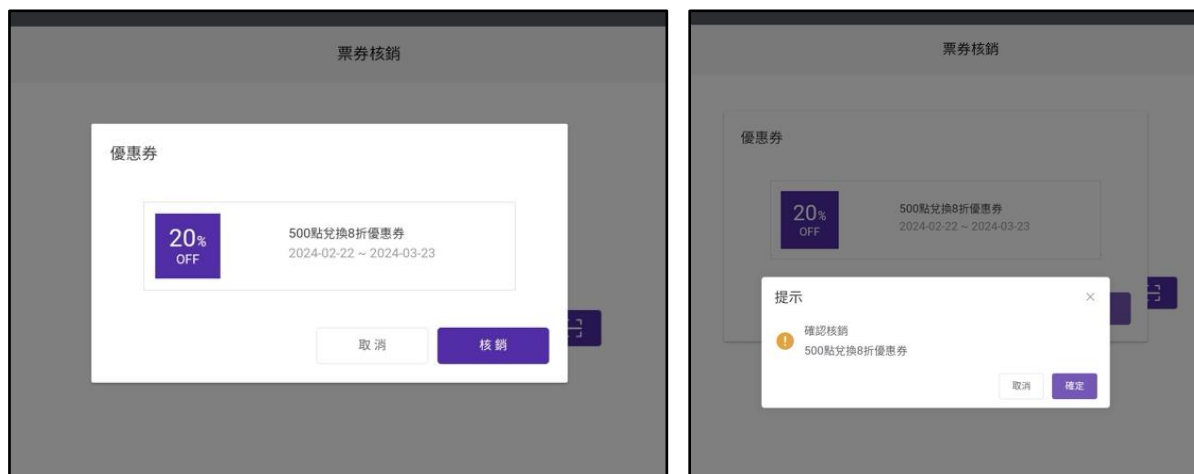 票券核銷
優惠券
20%
OFF
500點兌換8折優惠券
2024-02-22 ~ 2024-03-23
取消
核銷
票券核銷
優惠券
20%
OFF
500點兌換8折優惠券
2024-02-22 ~ 2024-03-23
提示
確認核銷
500點兌換8折優惠券
取消
確定